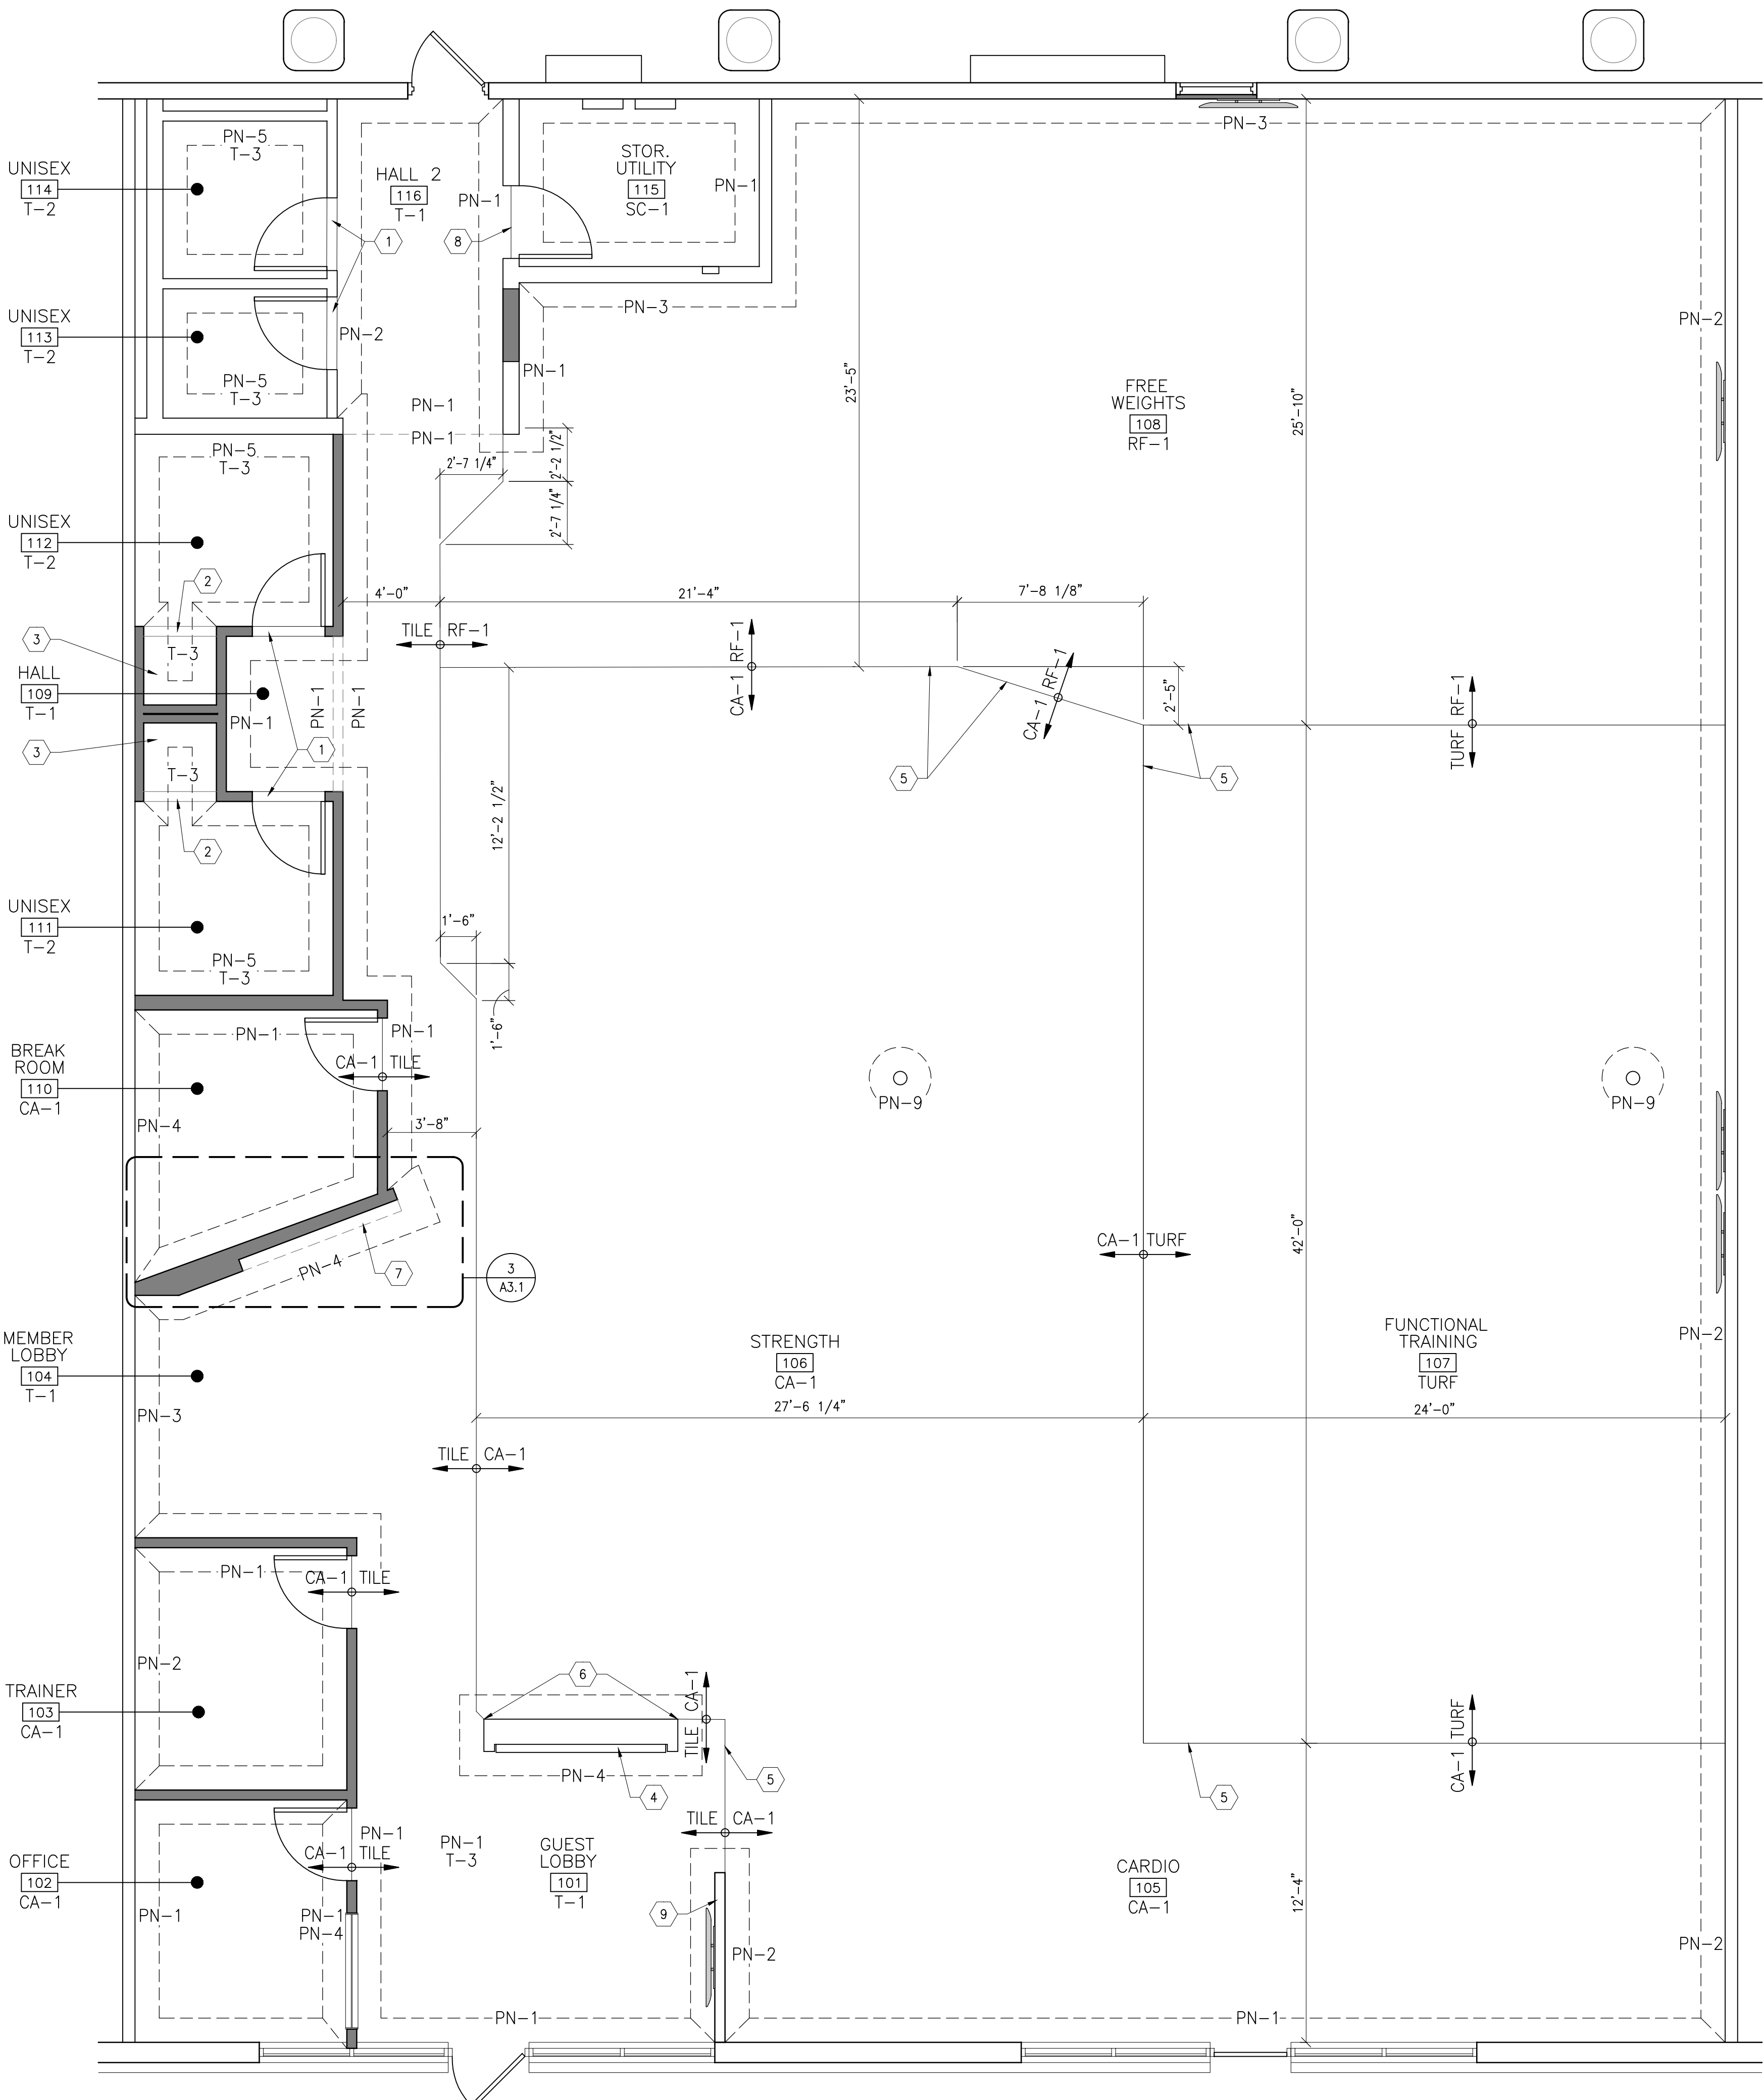 PN-3
PN-5
T-3
UNISEX
114
T-2
HALL 2
116
T-1
PN-1
STOR.
UTILITY
115
SC-1
PN-1
1
8
UNISEX
113
T-2
PN-2
PN-5
T-3
PN-3
PN-1
PN-2
PN-1
PN-1
23'-5"
25'-10"
FREE
WEIGHTS
108
RF-1
PN-5
T-3
2'-7 1/4"
2'-2 1/2"
2'-7 1/4"
UNISEX
112
T-2
2
4'-0"
21'-4"
7'-8 1/8"
TILE RF-1
CA-1 RF-1
CA-1 RF-1
2'-5"
TURF RF-1
3
T-3
HALL
109
T-1
PN-1
PN-1
PN-1
3
T-3
1
5
5
2
12'-2 1/2"
UNISEX
111
T-2
PN-5
T-3
1'-6"
1'-6"
BREAK
ROOM
110
CA-1
PN-1
PN-1
CA-1 TILE
PN-4
3'-8"
PN-9
PN-9
PN-4
7
3
A3.1
CA-1 TURF
42'-0"
MEMBER
LOBBY
104
T-1
PN-3
STRENGTH
106
CA-1
FUNCTIONAL
TRAINING
107
TURF
PN-2
27'-6 1/4"
24'-0"
TILE CA-1
PN-1
CA-1 TILE
PN-2
TRAINER
103
CA-1
6
TILE CA-1
PN-4
4
5
CA-1 TURF
5
TILE CA-1
OFFICE
102
CA-1
PN-1
CA-1 TILE
PN-1
T-3
GUEST
LOBBY
101
T-1
CARDIO
105
CA-1
12'-4"
PN-1
PN-1
PN-4
9
PN-2
PN-2
PN-1
PN-1